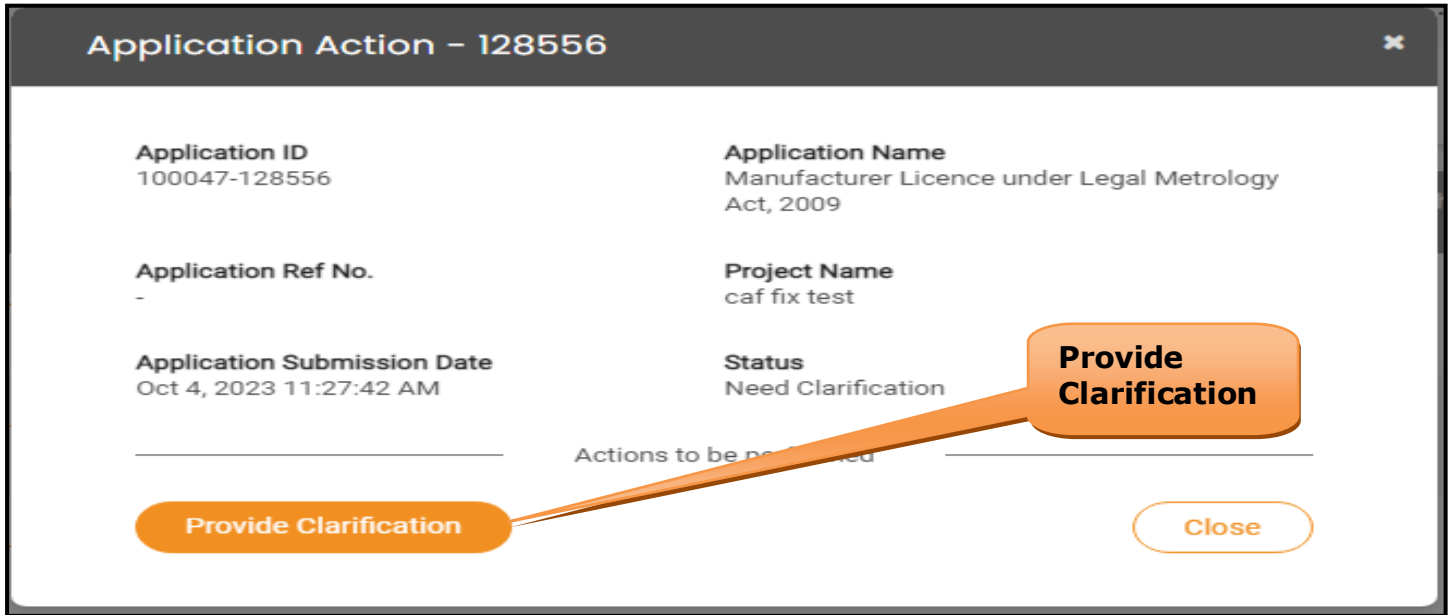 Application Action - 128556
Application ID
100047-128556
Application Name
Manufacturer Licence under Legal Metrology
Act, 2009
Application Ref No.
-
Project Name
caf fix test
Application Submission Date
Oct 4, 2023 11:27:42 AM
Status
Need Clarification
Provide
Clarification
Actions to be
Provide Clarification
Close